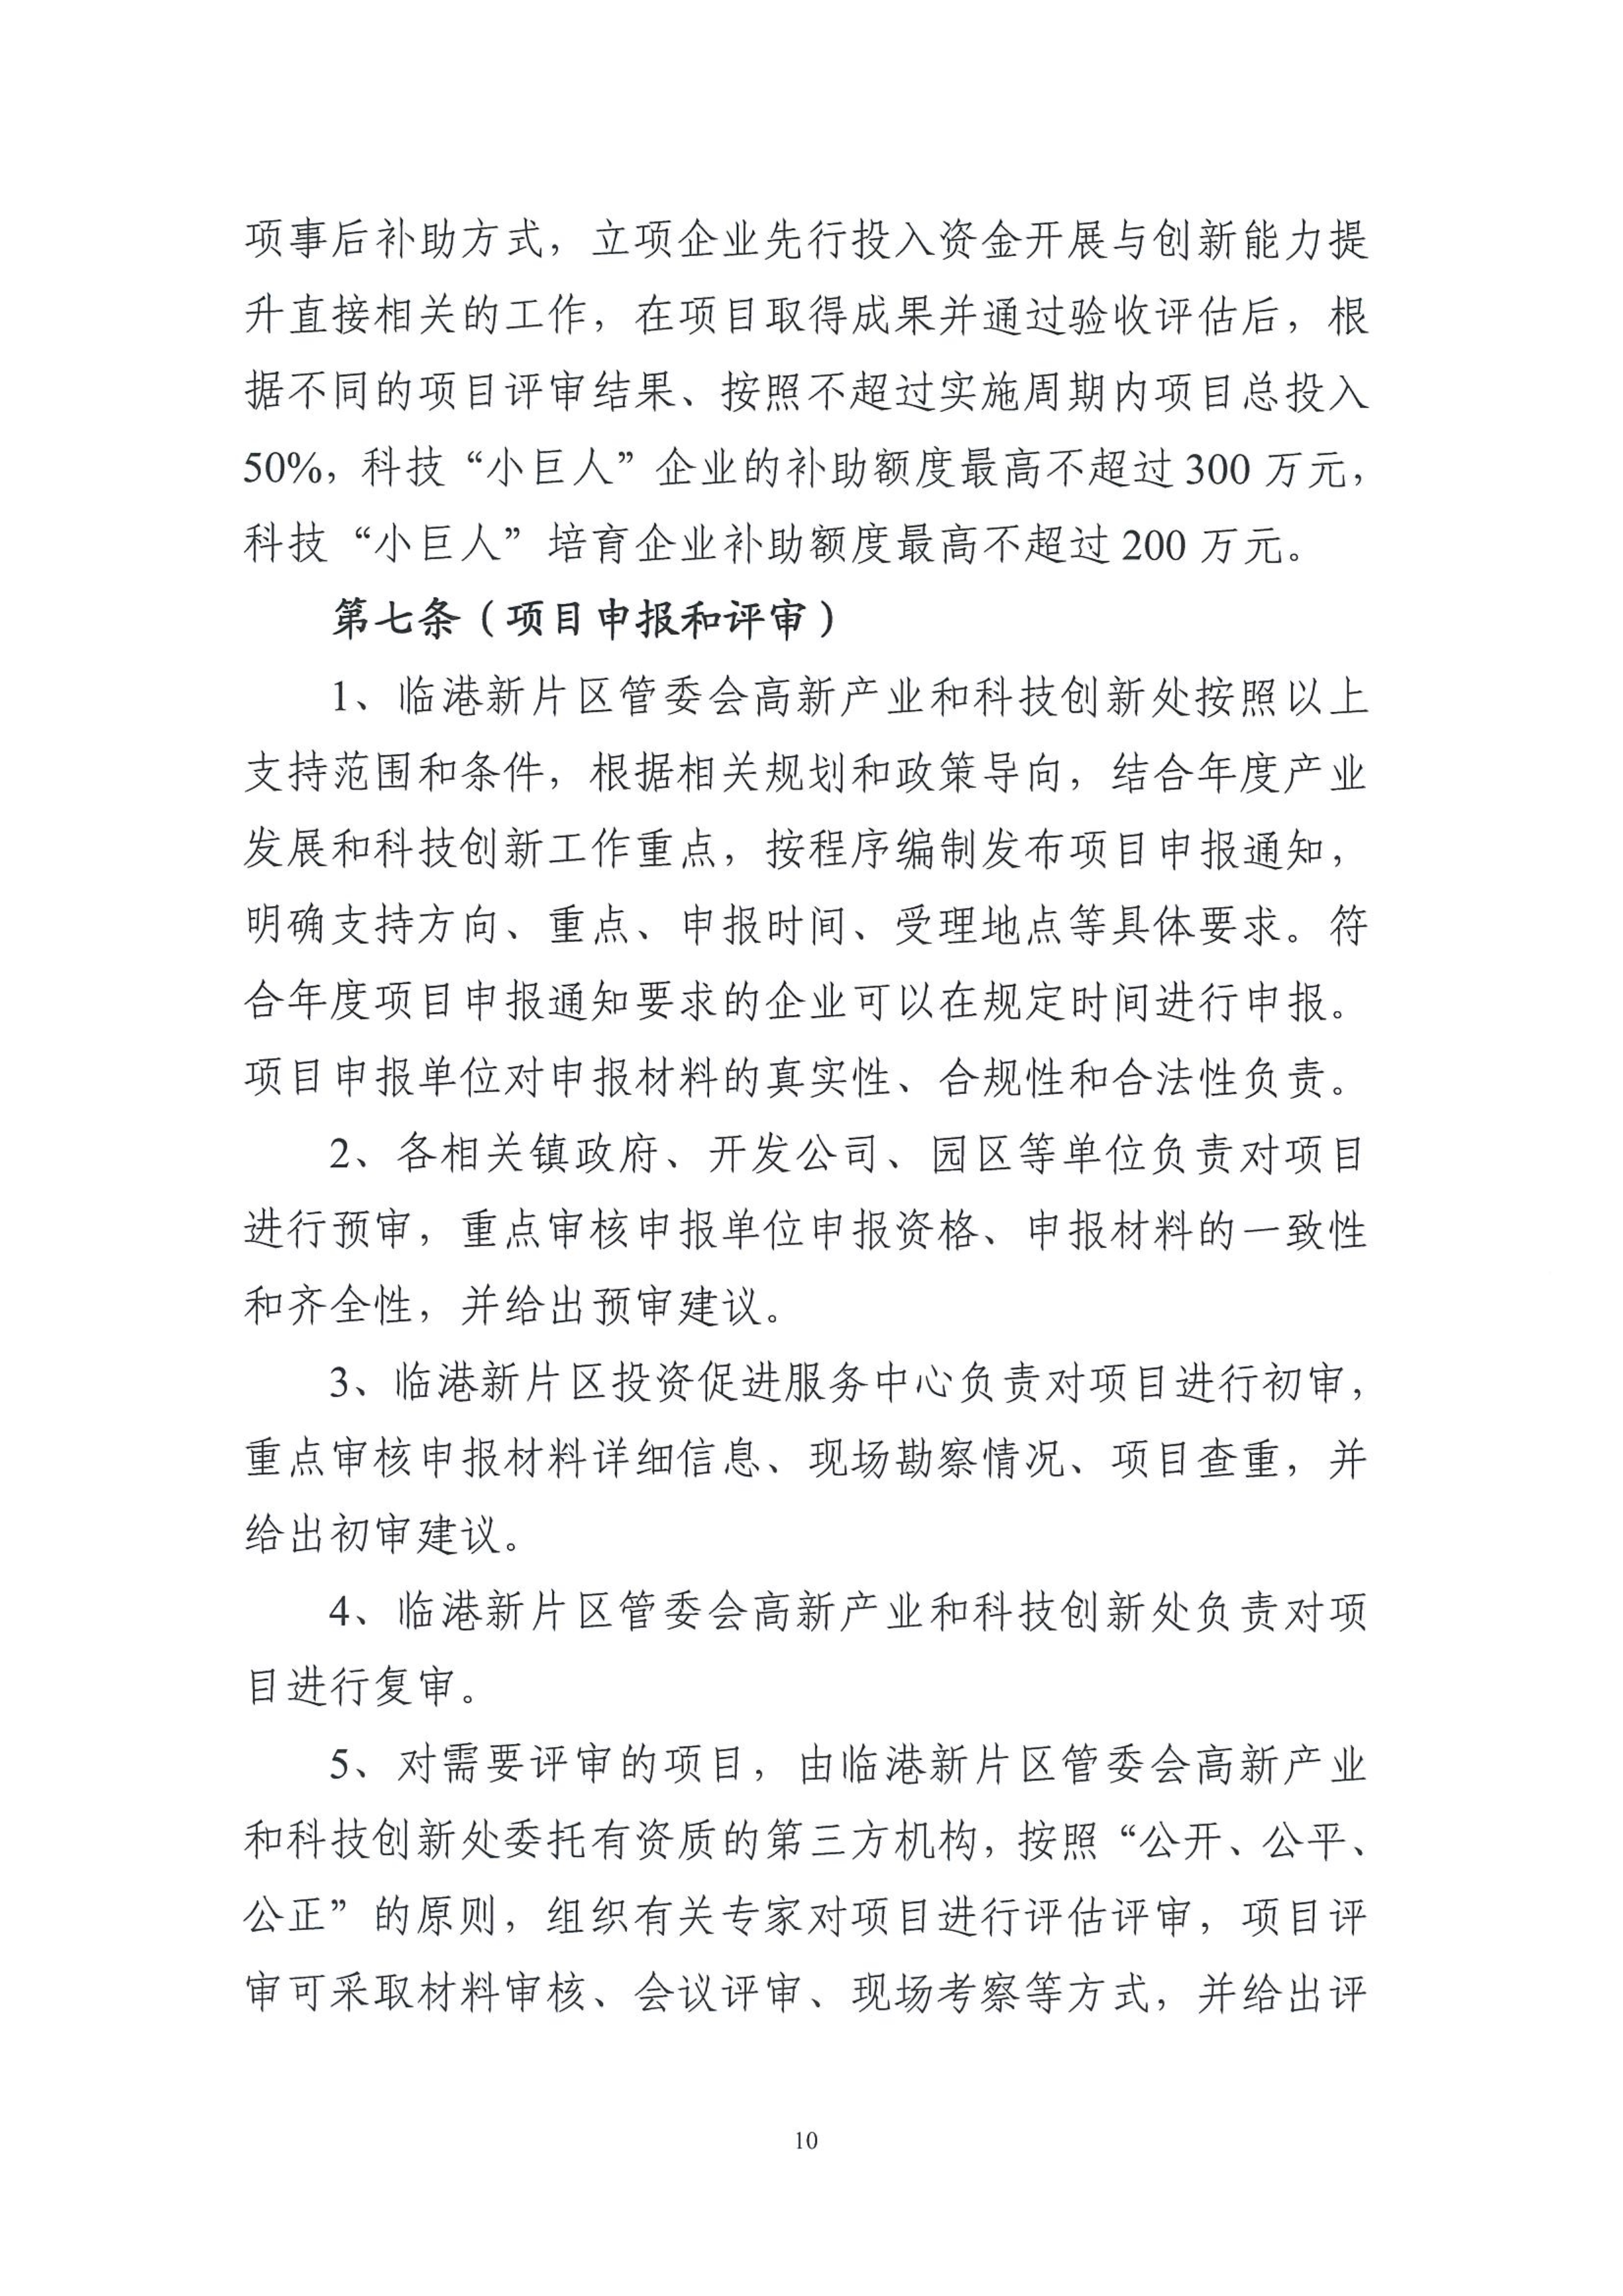 项事后补助方式，立项企业先行投入资金开展与创新能力提
升直接相关的工作，在项目取得成果并通过验收评估后，根
据不同的项目评审结果、按照不超过实施周期内项目总投入
50%，科技“小巨人”企业的补助额度最高不超过 300 万元，
科技“小巨人”培育企业补助额度最高不超过 200 万元。
第七条（项目申报和评审）
1、临港新片区管委会高新产业和科技创新处按照以上
支持范围和条件，根据相关规划和政策导向，结合年度产业
发展和科技创新工作重点，按程序编制发布项目申报通知，
明确支持方向、重点、申报时间、受理地点等具体要求。符
合年度项目申报通知要求的企业可以在规定时间进行申报。
项目申报单位对申报材料的真实性、合规性和合法性负责。
2、各相关镇政府、开发公司、园区等单位负责对项目
进行预审，重点审核申报单位申报资格、申报材料的一致性
和齐全性，并给出预审建议。
3、临港新片区投资促进服务中心负责对项目进行初审，
重点审核申报材料详细信息、现场勘察情况、项目查重，并
给出初审建议。
4、临港新片区管委会高新产业和科技创新处负责对项
目进行复审。
5、对需要评审的项目，由临港新片区管委会高新产业
和科技创新处委托有资质的第三方机构，按照“公开、公平、
公正”的原则，组织有关专家对项目进行评估评审，项目评
审可采取材料审核、会议评审、现场考察等方式，并给出评
10